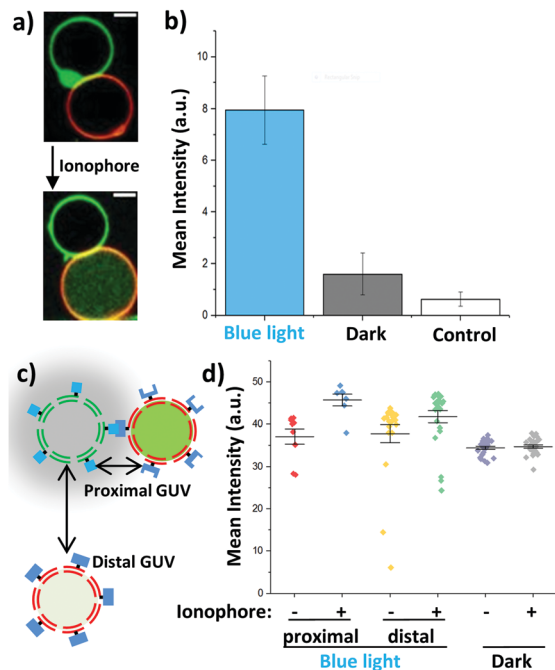 a)
Ionophore
b)
Mean Intensity (a.u.)
10
8
6
4
2
0
Blue light
Dark
Control
c)
Proximal GUV
Distal GUV
d)
Mean Intensity (a.u.)
50
40
30
20
10
0
Ionophore: - + - + - +
proximal distal
Blue light Dark